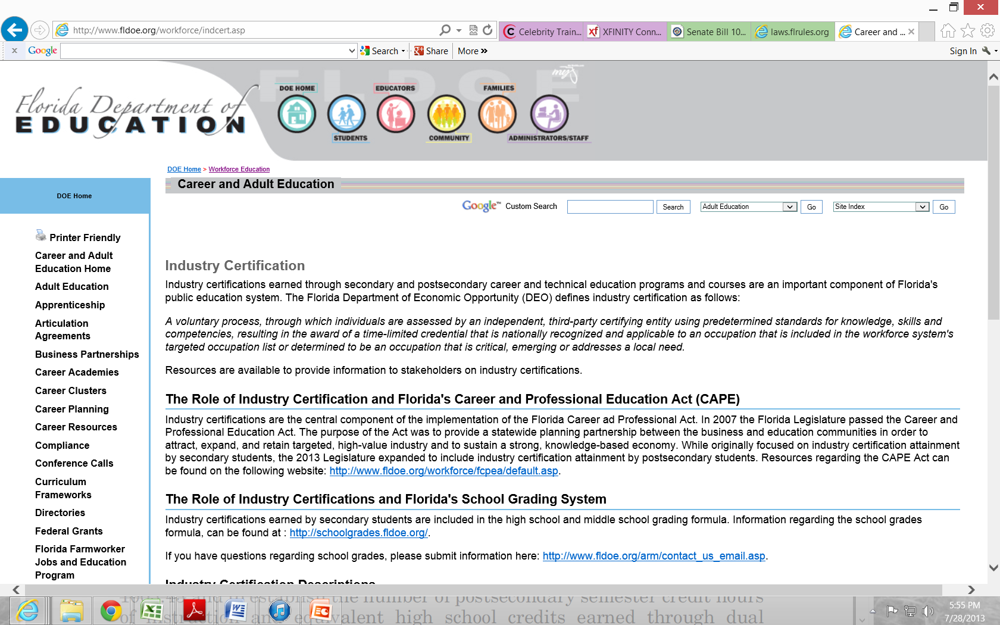 http://www.fldoe.org/workforce/indcert.asp
Celebrity Train...
XFINITY Conn...
Senate Bill 10...
laws.flrules.org
Career and ...
x Google
Search
Share
More »
Sign In
Florida Department of
EDUCATION
FLDOE
my
DOE HOME
STUDENTS
EDUCATORS
COMMUNITY
FAMILIES
ADMINISTRATORS/STAFF
DOE Home > Workforce Education
Career and Adult Education
Google™ Custom Search
Search
Adult Education
Go
Site Index
Go
DOE Home
Printer Friendly
Career and Adult
Education Home
Adult Education
Apprenticeship
Articulation
Agreements
Business Partnerships
Career Academies
Career Clusters
Career Planning
Career Resources
Compliance
Conference Calls
Curriculum
Frameworks
Directories
Federal Grants
Florida Farmworker
Jobs and Education
Program
Industry Certification
Industry certifications earned through secondary and postsecondary career and technical education programs and courses are an important component of Florida's
public education system. The Florida Department of Economic Opportunity (DEO) defines industry certification as follows:
A voluntary process, through which individuals are assessed by an independent, third-party certifying entity using predetermined standards for knowledge, skills and
competencies, resulting in the award of a time-limited credential that is nationally recognized and applicable to an occupation that is included in the workforce system's
targeted occupation list or determined to be an occupation that is critical, emerging or addresses a local need.
Resources are available to provide information to stakeholders on industry certifications.
The Role of Industry Certification and Florida's Career and Professional Education Act (CAPE)
Industry certifications are the central component of the implementation of the Florida Career ad Professional Act. In 2007 the Florida Legislature passed the Career and
Professional Education Act. The purpose of the Act was to provide a statewide planning partnership between the business and education communities in order to
attract, expand, and retain targeted, high-value industry and to sustain a strong, knowledge-based economy. While originally focused on industry certification attainment
by secondary students, the 2013 Legislature expanded to include industry certification attainment by postsecondary students. Resources regarding the CAPE Act can
be found on the following website: http://www.fldoe.org/workforce/fcpea/default.asp.
The Role of Industry Certifications and Florida's School Grading System
Industry certifications earned by secondary students are included in the high school and middle school grading formula. Information regarding the school grades
formula, can be found at : http://schoolgrades.fldoe.org/.
If you have questions regarding school grades, please submit information here: http://www.fldoe.org/arm/contact_us_email.asp.
Industry Certification Descriptions
establish the number of postsecondary semester credit hours
of instruction and equivalent high school credits earned through dual
5:55 PM
7/28/2013